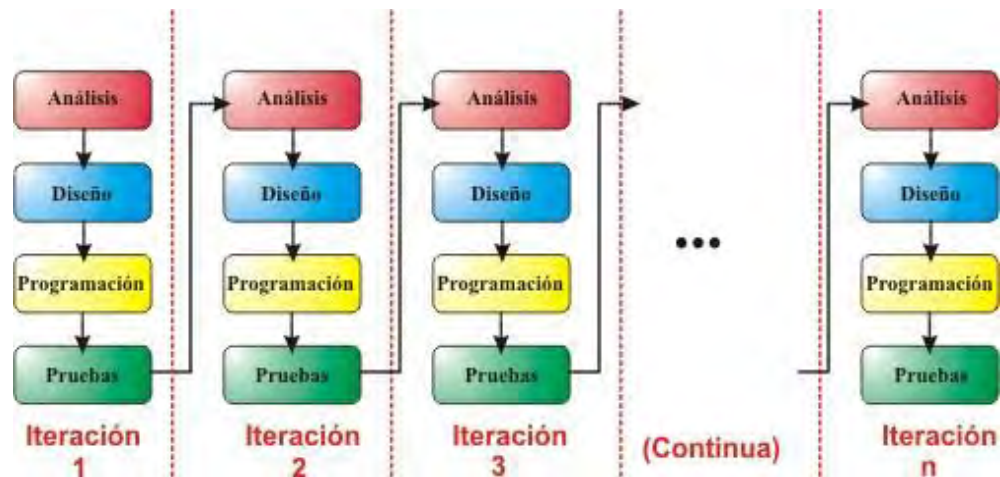 Análisis
Diseño
Programación
Pruebas
Iteración
1
Análisis
Diseño
Programación
Pruebas
Iteración
2
Análisis
Diseño
Programación
Pruebas
Iteración
3
•••
(Continua)
Análisis
Diseño
Programación
Pruebas
Iteración
n